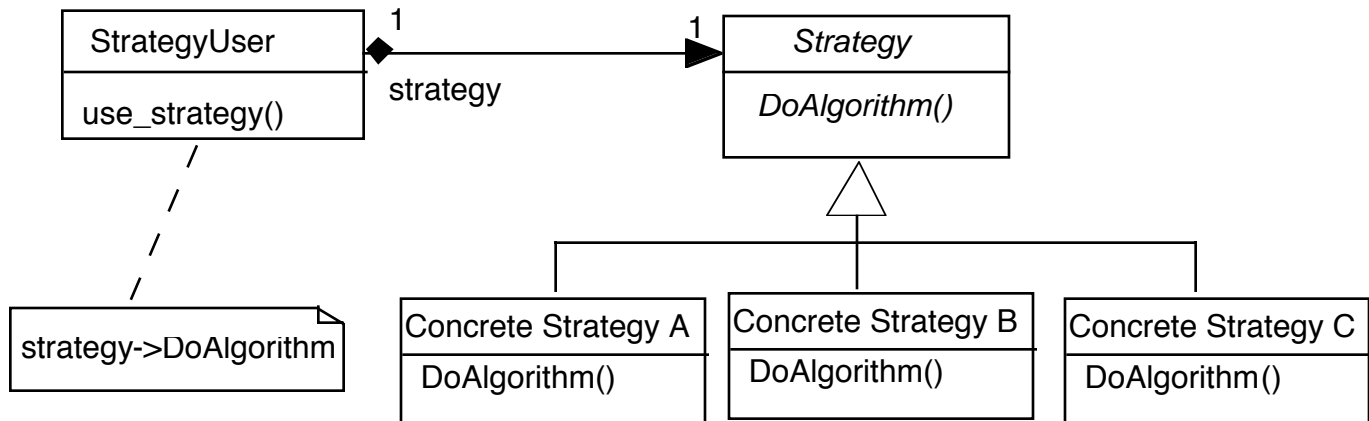 StrategyUser
use_strategy()
1
1
strategy
Strategy
DoAlgorithm()
strategy->DoAlgorithm
Concrete Strategy A
DoAlgorithm()
Concrete Strategy B
DoAlgorithm()
Concrete Strategy C
DoAlgorithm()